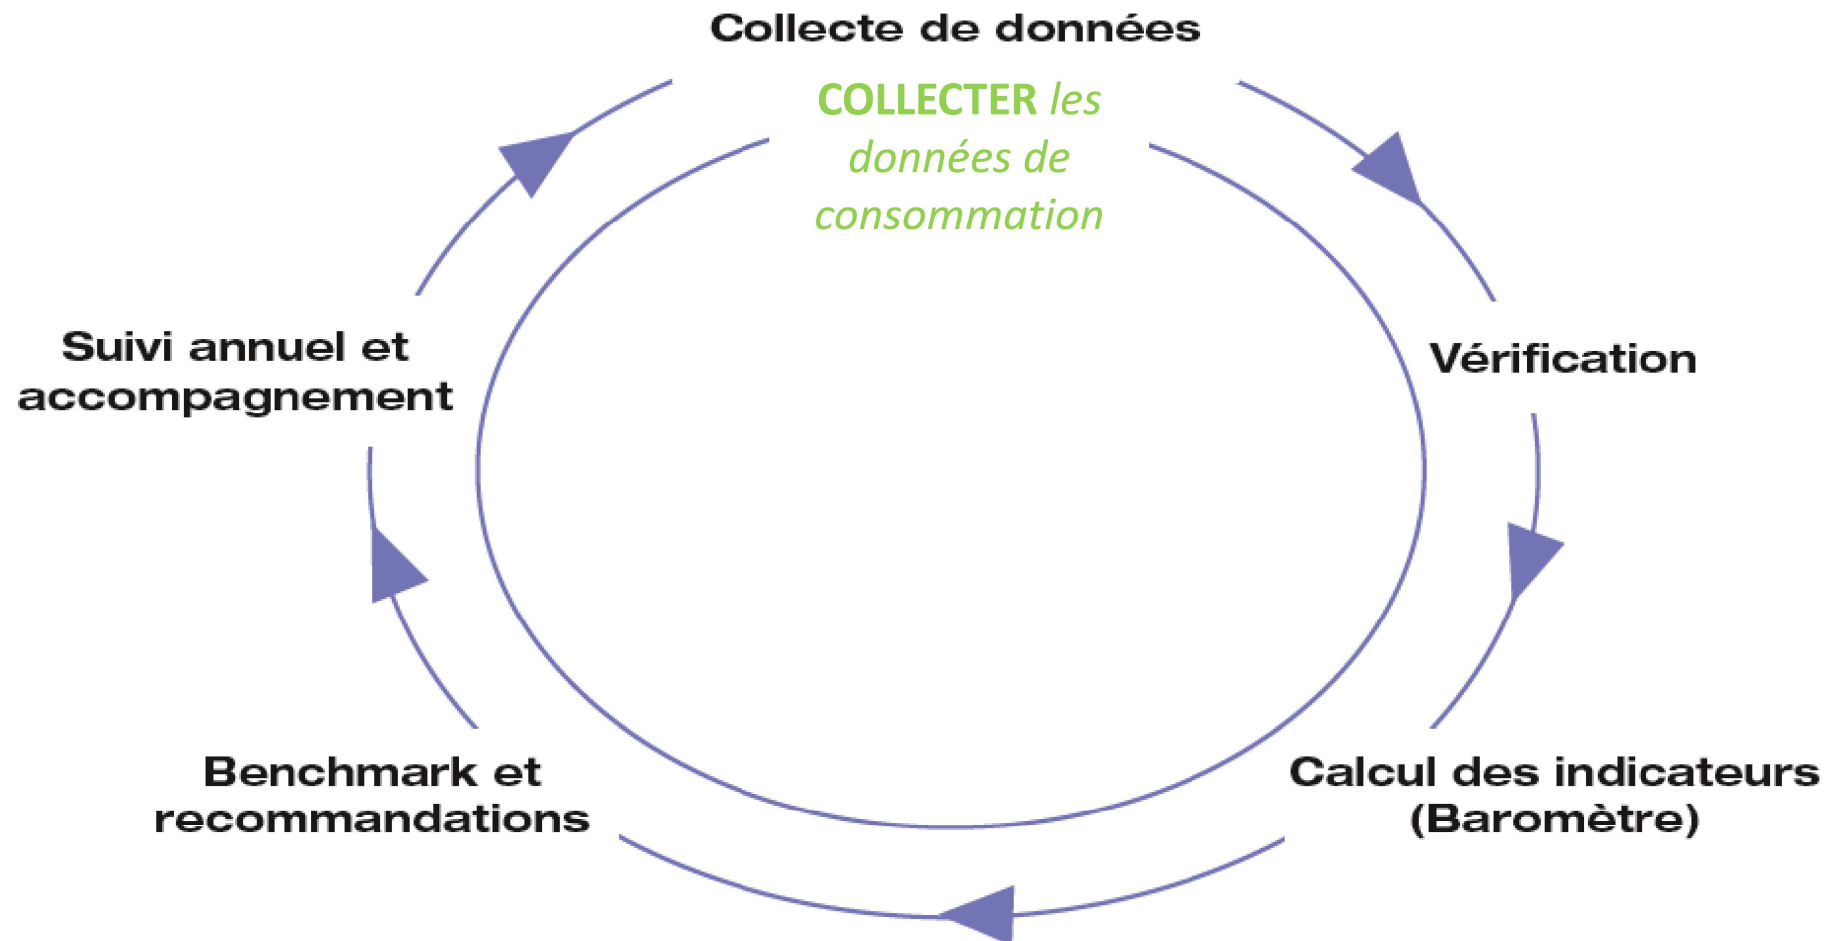 Collecte de données
COLLECTER les
données de
consommation
Suivi annuel et
accompagnement
Vérification
Benchmark et
recommandations
Calcul des indicateurs
(Baromètre)